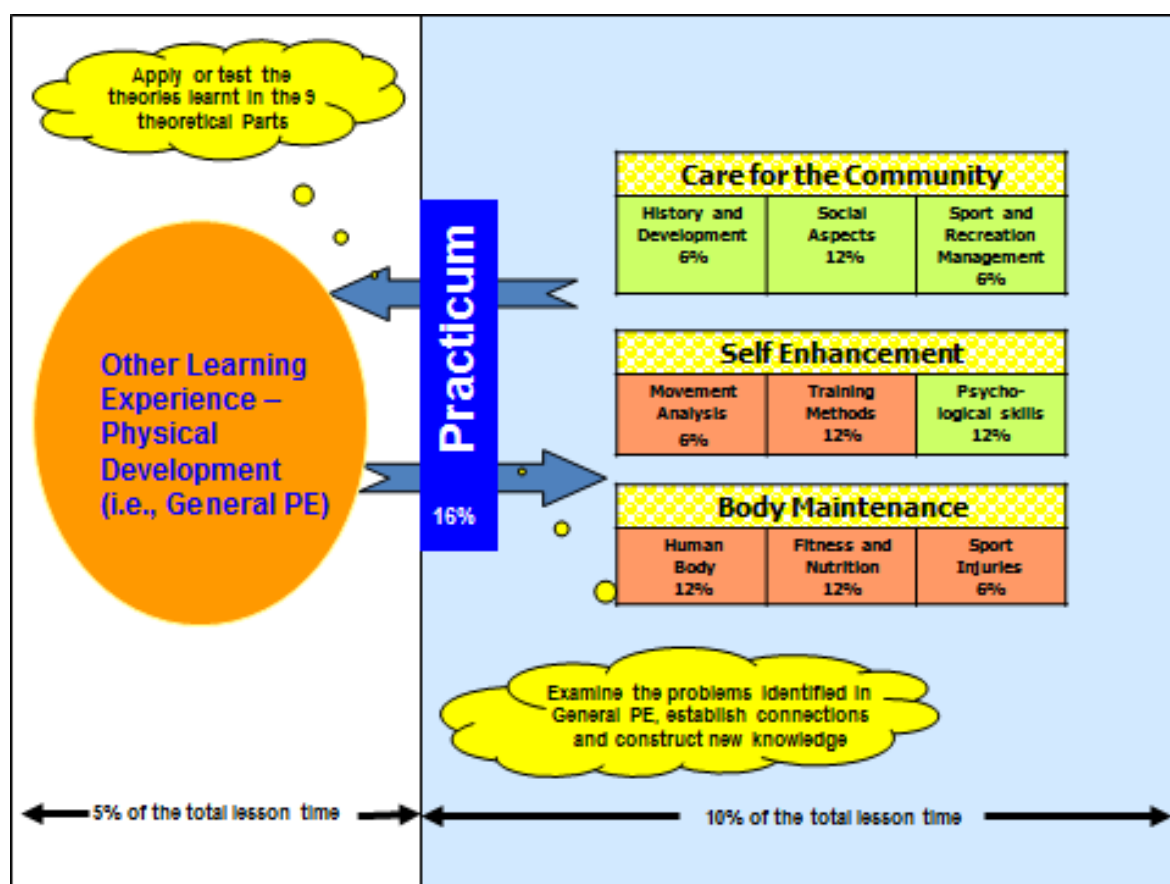 Apply or test the
theories learnt in the 9
theoretical Parts
Care for the Community
History and
Development
6%
Social
Aspects
12%
Sport and
Recreation
Management
6%
Practicum
16%
Other Learning
Experience –
Physical
Development
(i.e., General PE)
Self Enhancement
Movement
Analysis
6%
Training
Methods
12%
Psycho-
logical skills
12%
Body Maintenance
Human
Body
12%
Fitness and
Nutrition
12%
Sport
Injuries
6%
Examine the problems identified in
General PE, establish connections
and construct new knowledge
5% of the total lesson time
10% of the total lesson time